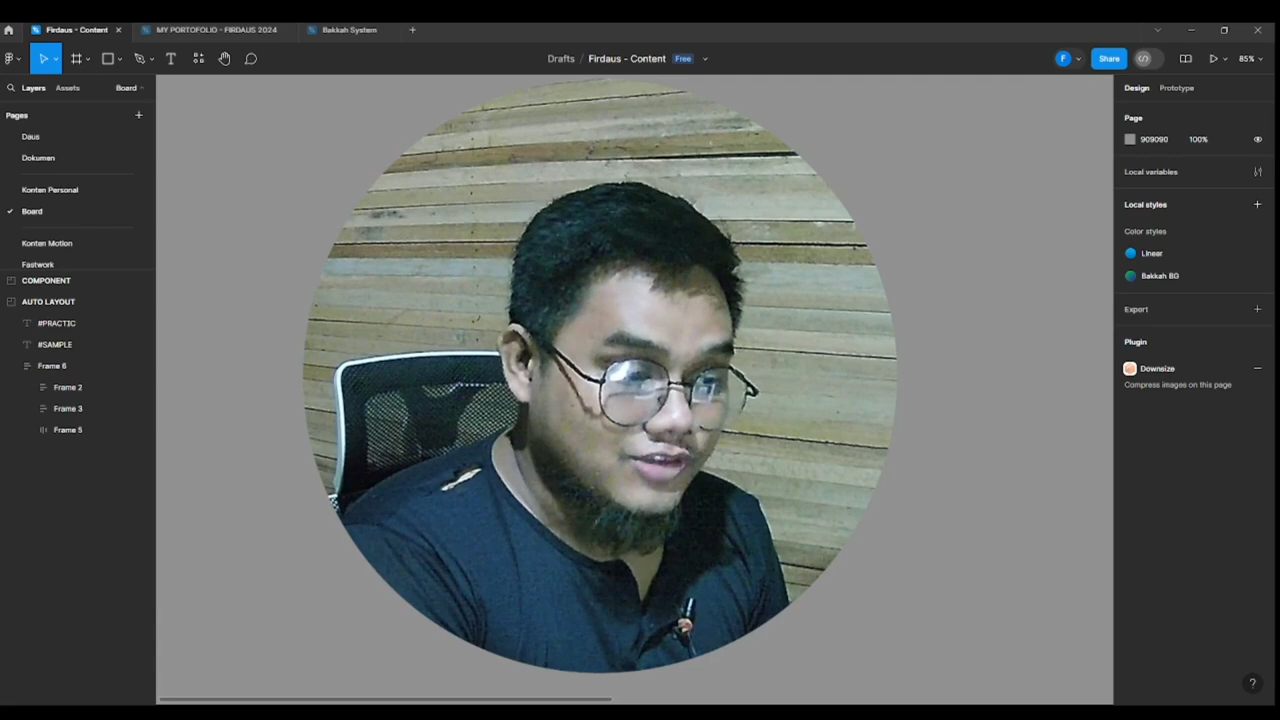 Firdaus - Content
MY PORTOFOLIO - FIRDAUS 2024
Bakkah System
Drafts / Firdaus - Content Free
F
Share
85%
Layers
Assets
Board
Pages
Daus
Dokumen
Konten Personal
Board
Konten Motion
Fastwork
COMPONENT
AUTO LAYOUT
#PRACTIC
#SAMPLE
Frame 6
Frame 2
Frame 3
Frame 5
Design
Prototype
Page
909090 100%
Local variables
Local styles
Color styles
Linear
Bakkah BG
Export
Plugin
Downsize
Compress images on this page
?